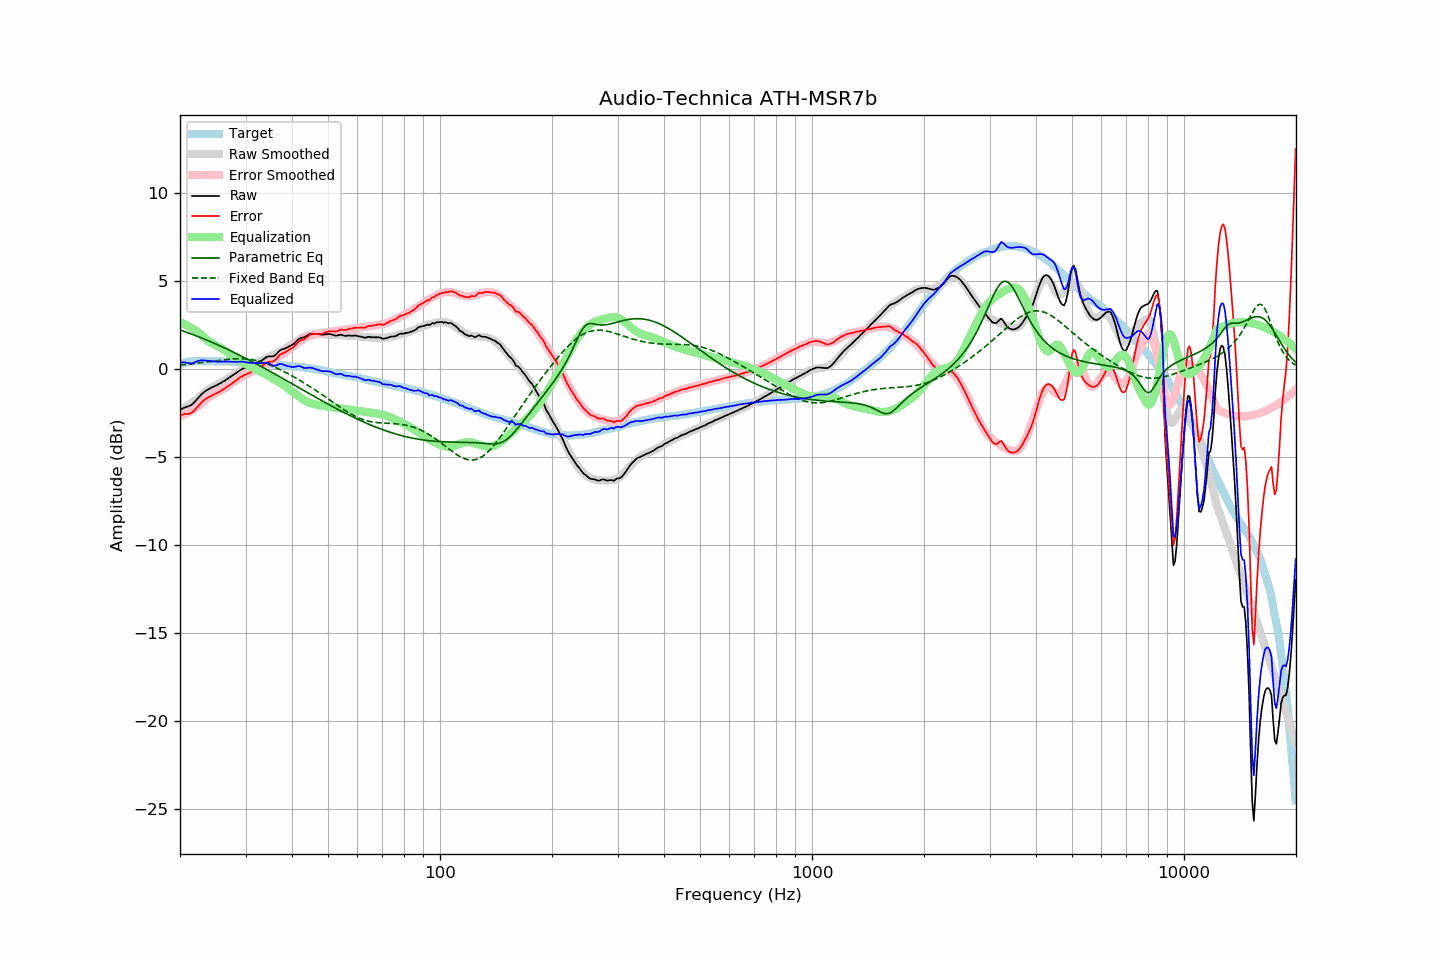 Audio-Technica ATH-MSR7b
Target
Raw Smoothed
Error Smoothed
Raw
Error
Equalization
Parametric Eq
Fixed Band Eq
Equalized
10
5
0
−5
−10
−15
−20
−25
Amplitude (dBr)
100
1000
10000
Frequency (Hz)